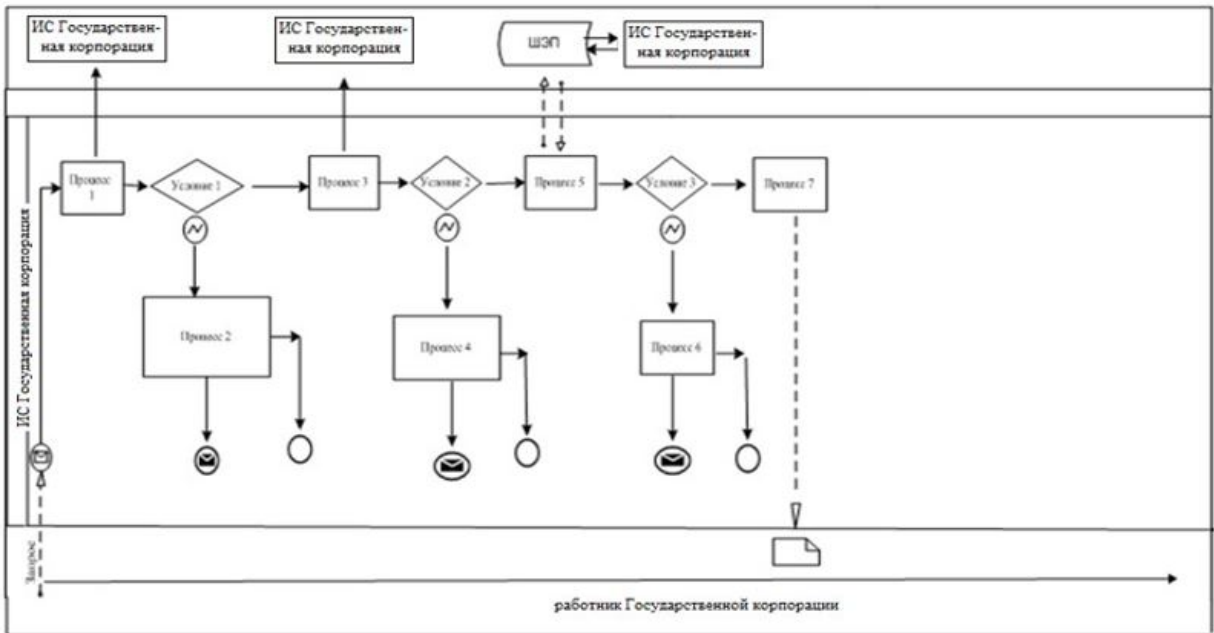 ИС Государствен-
ная корпорация
ИС Государствен-
ная корпорация
ШЭП
ИС Государствен-
ная корпорация
ИС Государственная корпорация
Процесс
1
Условие 1
Процесс 3
Условие 2
Процесс 5
Условие 3
Процесс 7
Процесс 2
Процесс 4
Процесс 6
Запрос
работник Государственной корпорации